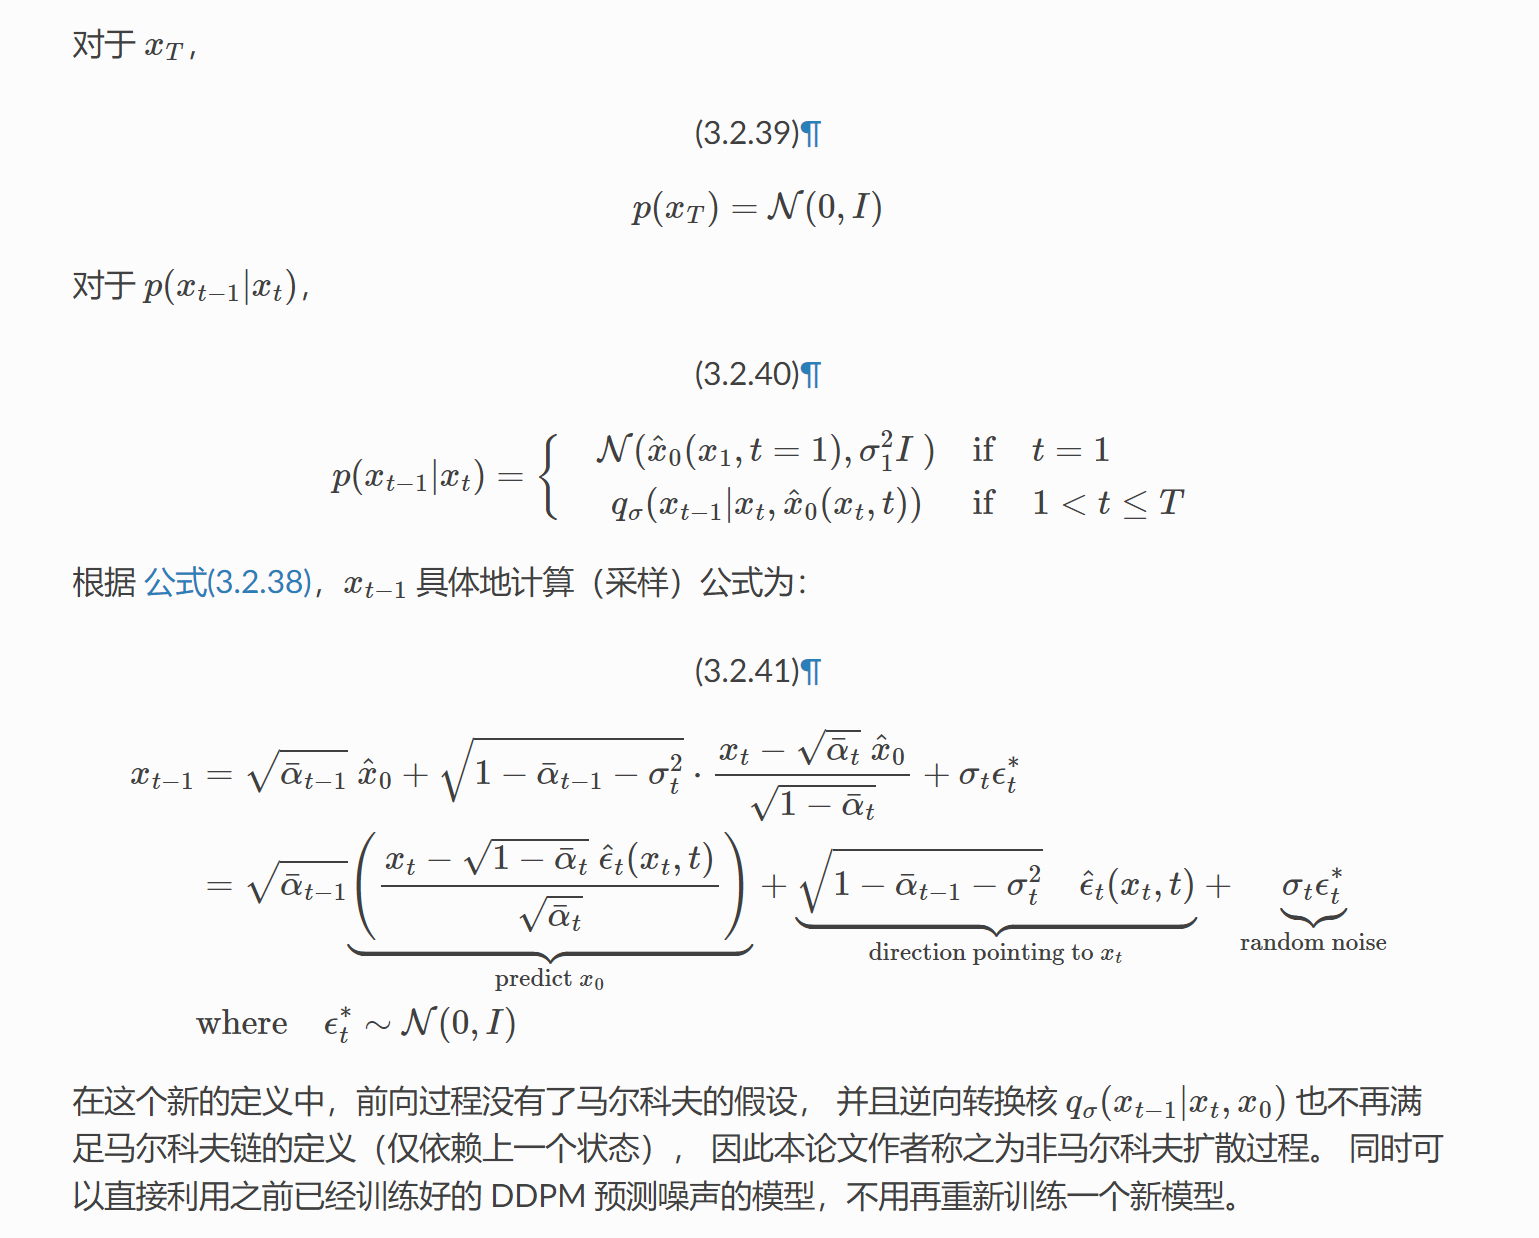 对于 $x_T$，
(3.2.39)¶
$p(x_T) = \mathcal{N}(0, I)$
对于 $p(x_{t-1}|x_t)$，
(3.2.40)¶
$p(x_{t-1}|x_t) = \begin{cases} \mathcal{N}(\hat{x}_0(x_1, t=1), \sigma_1^2 I\ ) & \text{if} \quad t = 1 \\ q_\sigma(x_{t-1}|x_t, \hat{x}_0(x_t, t)) & \text{if} \quad 1 < t \leq T \end{cases}$
根据 公式(3.2.38)，$x_{t-1}$ 具体地计算（采样）公式为：
(3.2.41)¶
$x_{t-1} = \sqrt{\bar{\alpha}_{t-1}}\ \hat{x}_0 + \sqrt{1 - \bar{\alpha}_{t-1} - \sigma_t^2} \cdot \frac{x_t - \sqrt{\bar{\alpha}_t}\ \hat{x}_0}{\sqrt{1 - \bar{\alpha}_t}} + \sigma_t \epsilon_t^*$
$= \underbrace{\sqrt{\bar{\alpha}_{t-1}} \left( \frac{x_t - \sqrt{1 - \bar{\alpha}_t}\ \hat{\epsilon}_t(x_t, t)}{\sqrt{\bar{\alpha}_t}} \right)}_{\text{predict } x_0} + \underbrace{\sqrt{1 - \bar{\alpha}_{t-1} - \sigma_t^2} \quad \hat{\epsilon}_t(x_t, t)}_{\text{direction pointing to } x_t} + \underbrace{\sigma_t \epsilon_t^*}_{\text{random noise}}$
where $\epsilon_t^* \sim \mathcal{N}(0, I)$
在这个新的定义中，前向过程没有了马尔科夫的假设， 并且逆向转换核 $q_\sigma(x_{t-1}|x_t, x_0)$ 也不再满
足马尔科夫链的定义（仅依赖上一个状态）， 因此本论文作者称之为非马尔科夫扩散过程。 同时可
以直接利用之前已经训练好的 DDPM 预测噪声的模型，不用再重新训练一个新模型。